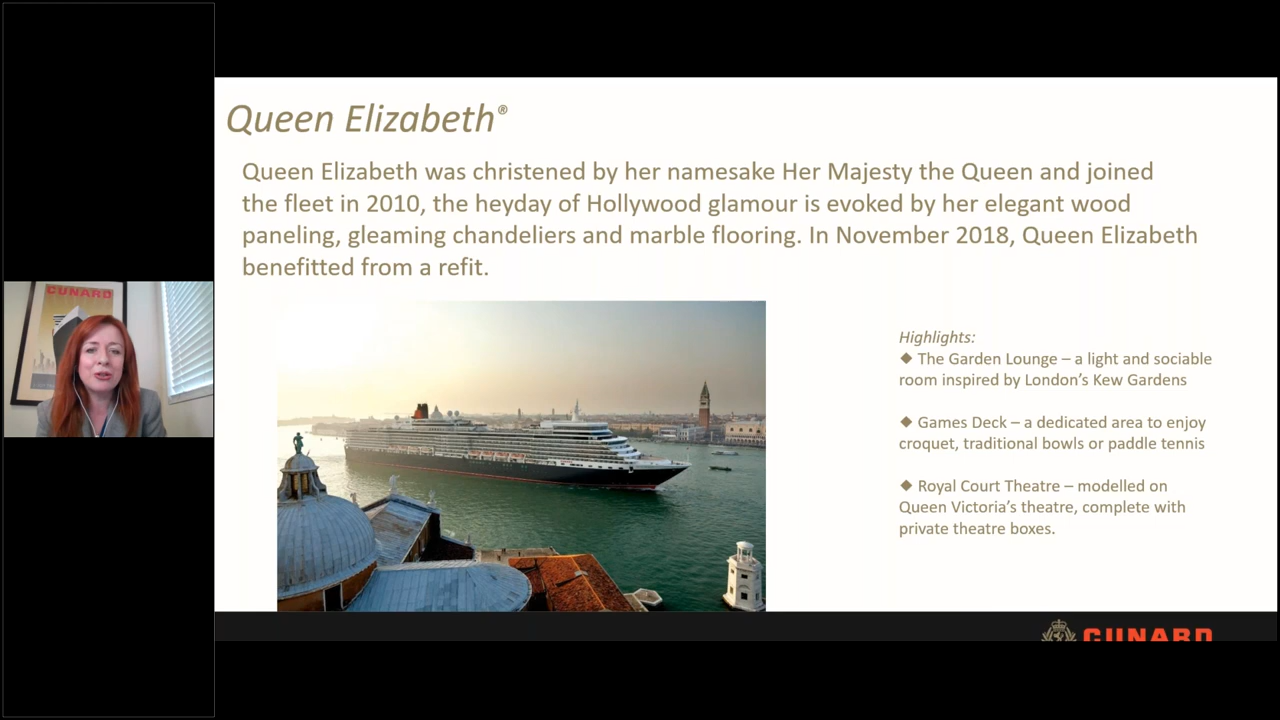 Queen Elizabeth®
Queen Elizabeth was christened by her namesake Her Majesty the Queen and joined
the fleet in 2010, the heyday of Hollywood glamour is evoked by her elegant wood
paneling, gleaming chandeliers and marble flooring. In November 2018, Queen Elizabeth
benefitted from a refit.
CUNARD
Highlights:
❖ The Garden Lounge – a light and sociable
room inspired by London’s Kew Gardens
❖ Games Deck – a dedicated area to enjoy
croquet, traditional bowls or paddle tennis
❖ Royal Court Theatre – modelled on
Queen Victoria’s theatre, complete with
private theatre boxes.
CUNARD